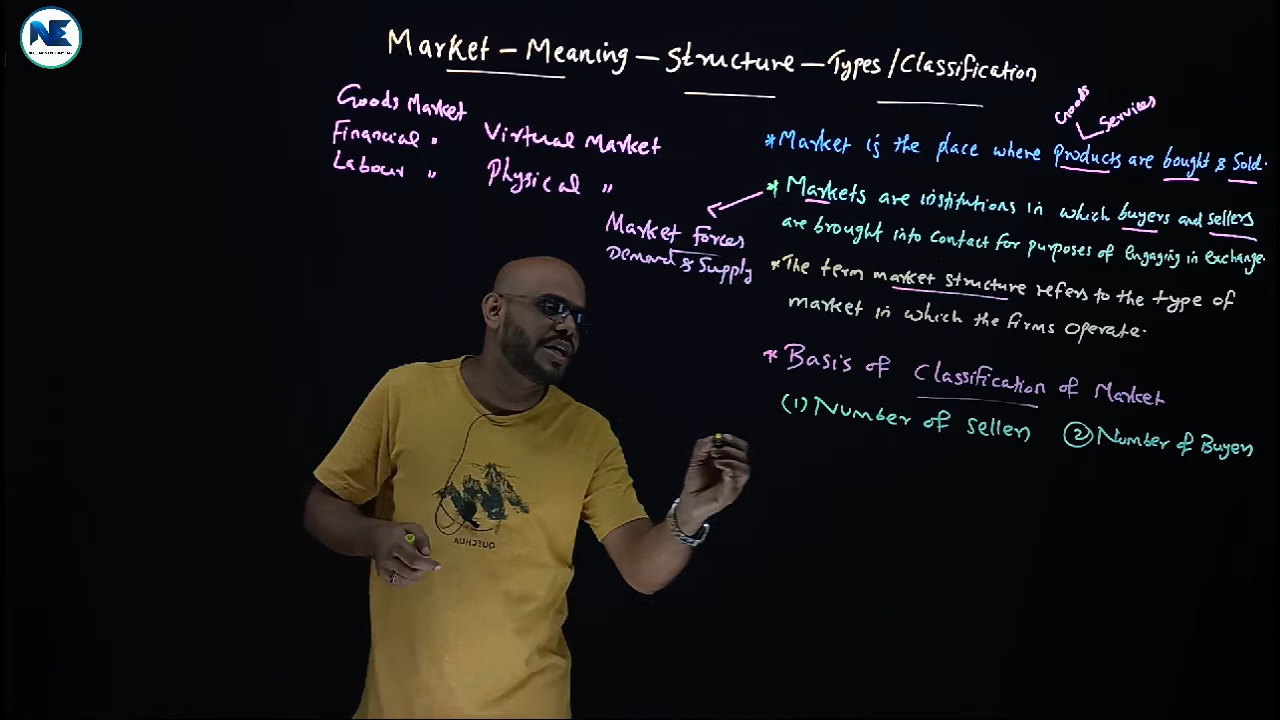 NE
Market – Meaning – Structure – Types / Classification
Goods Market
Financial "
Labour "
Virtual Market
Physical "
Goods Services
* Market is the place where products are bought & sold.
* Markets are institutions in which buyers and sellers
are brought into contact for purposes of engaging in exchange.
Market forces
Demand & Supply
* The term market structure refers to the type of
market in which the firms operate.
* Basis of Classification of Market
(1) Number of sellers (2) Number of Buyers